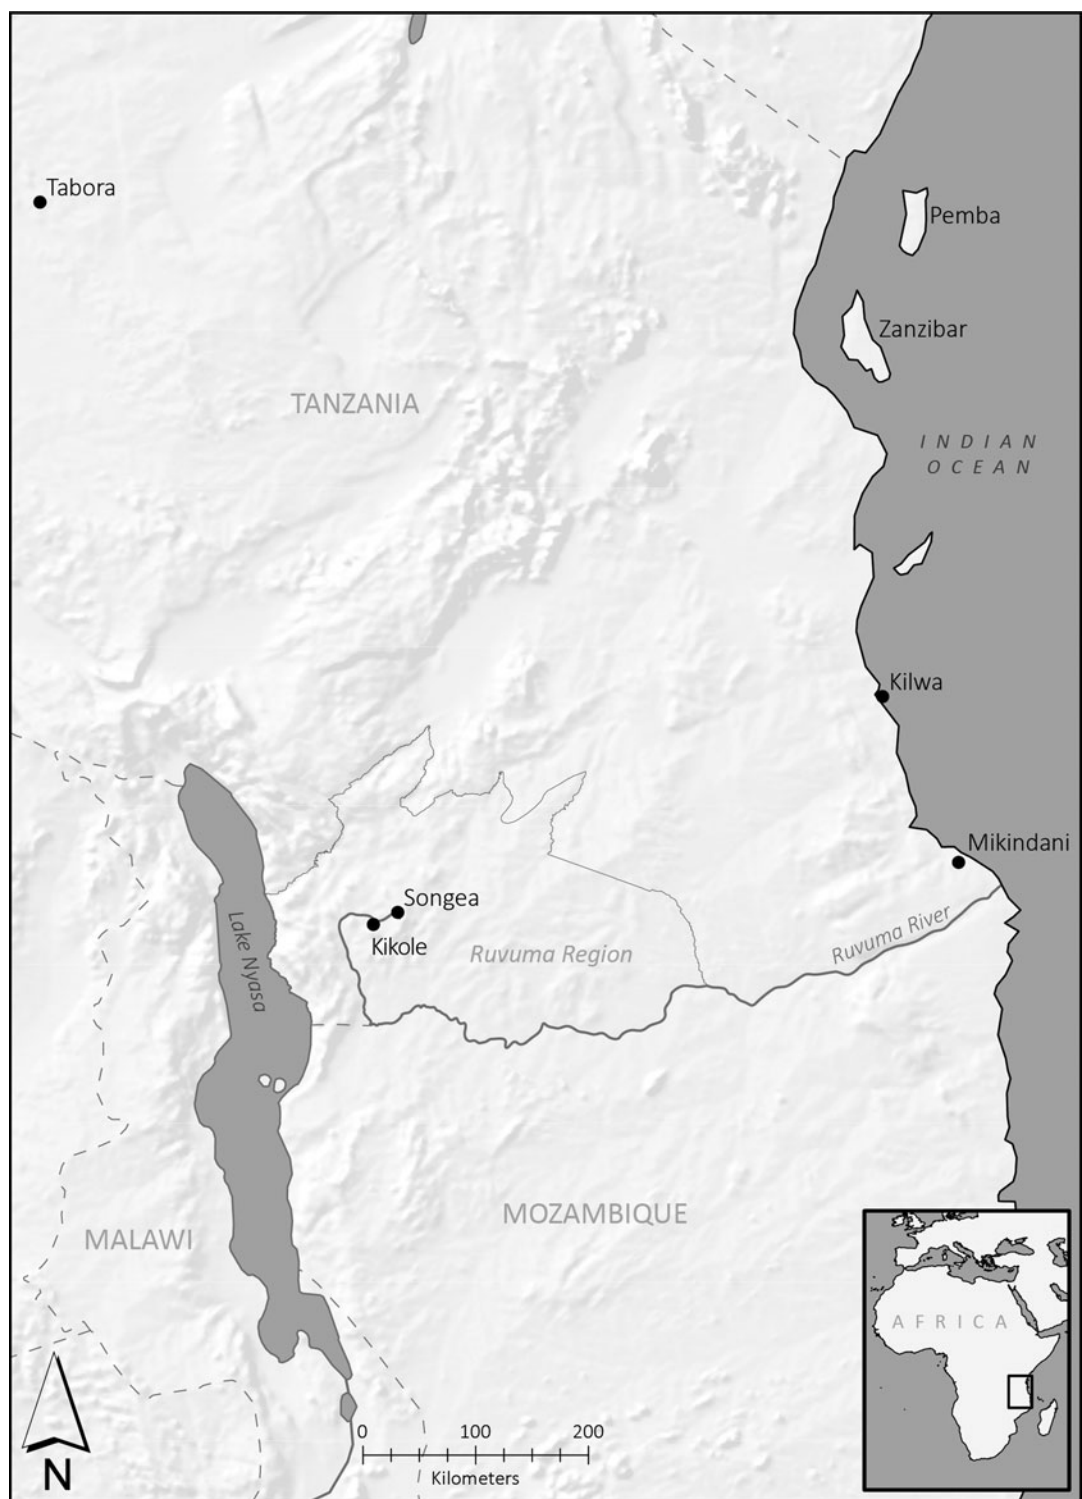 Tabora
Pemba
Zanzibar
TANZANIA
INDIAN
OCEAN
Kilwa
Mikindani
Songea
Kikole
Ruvuma Region
Ruvuma River
Lake Nyasa
MOZAMBIQUE
MALAWI
AFRICA
N
0 100 200
Kilometers